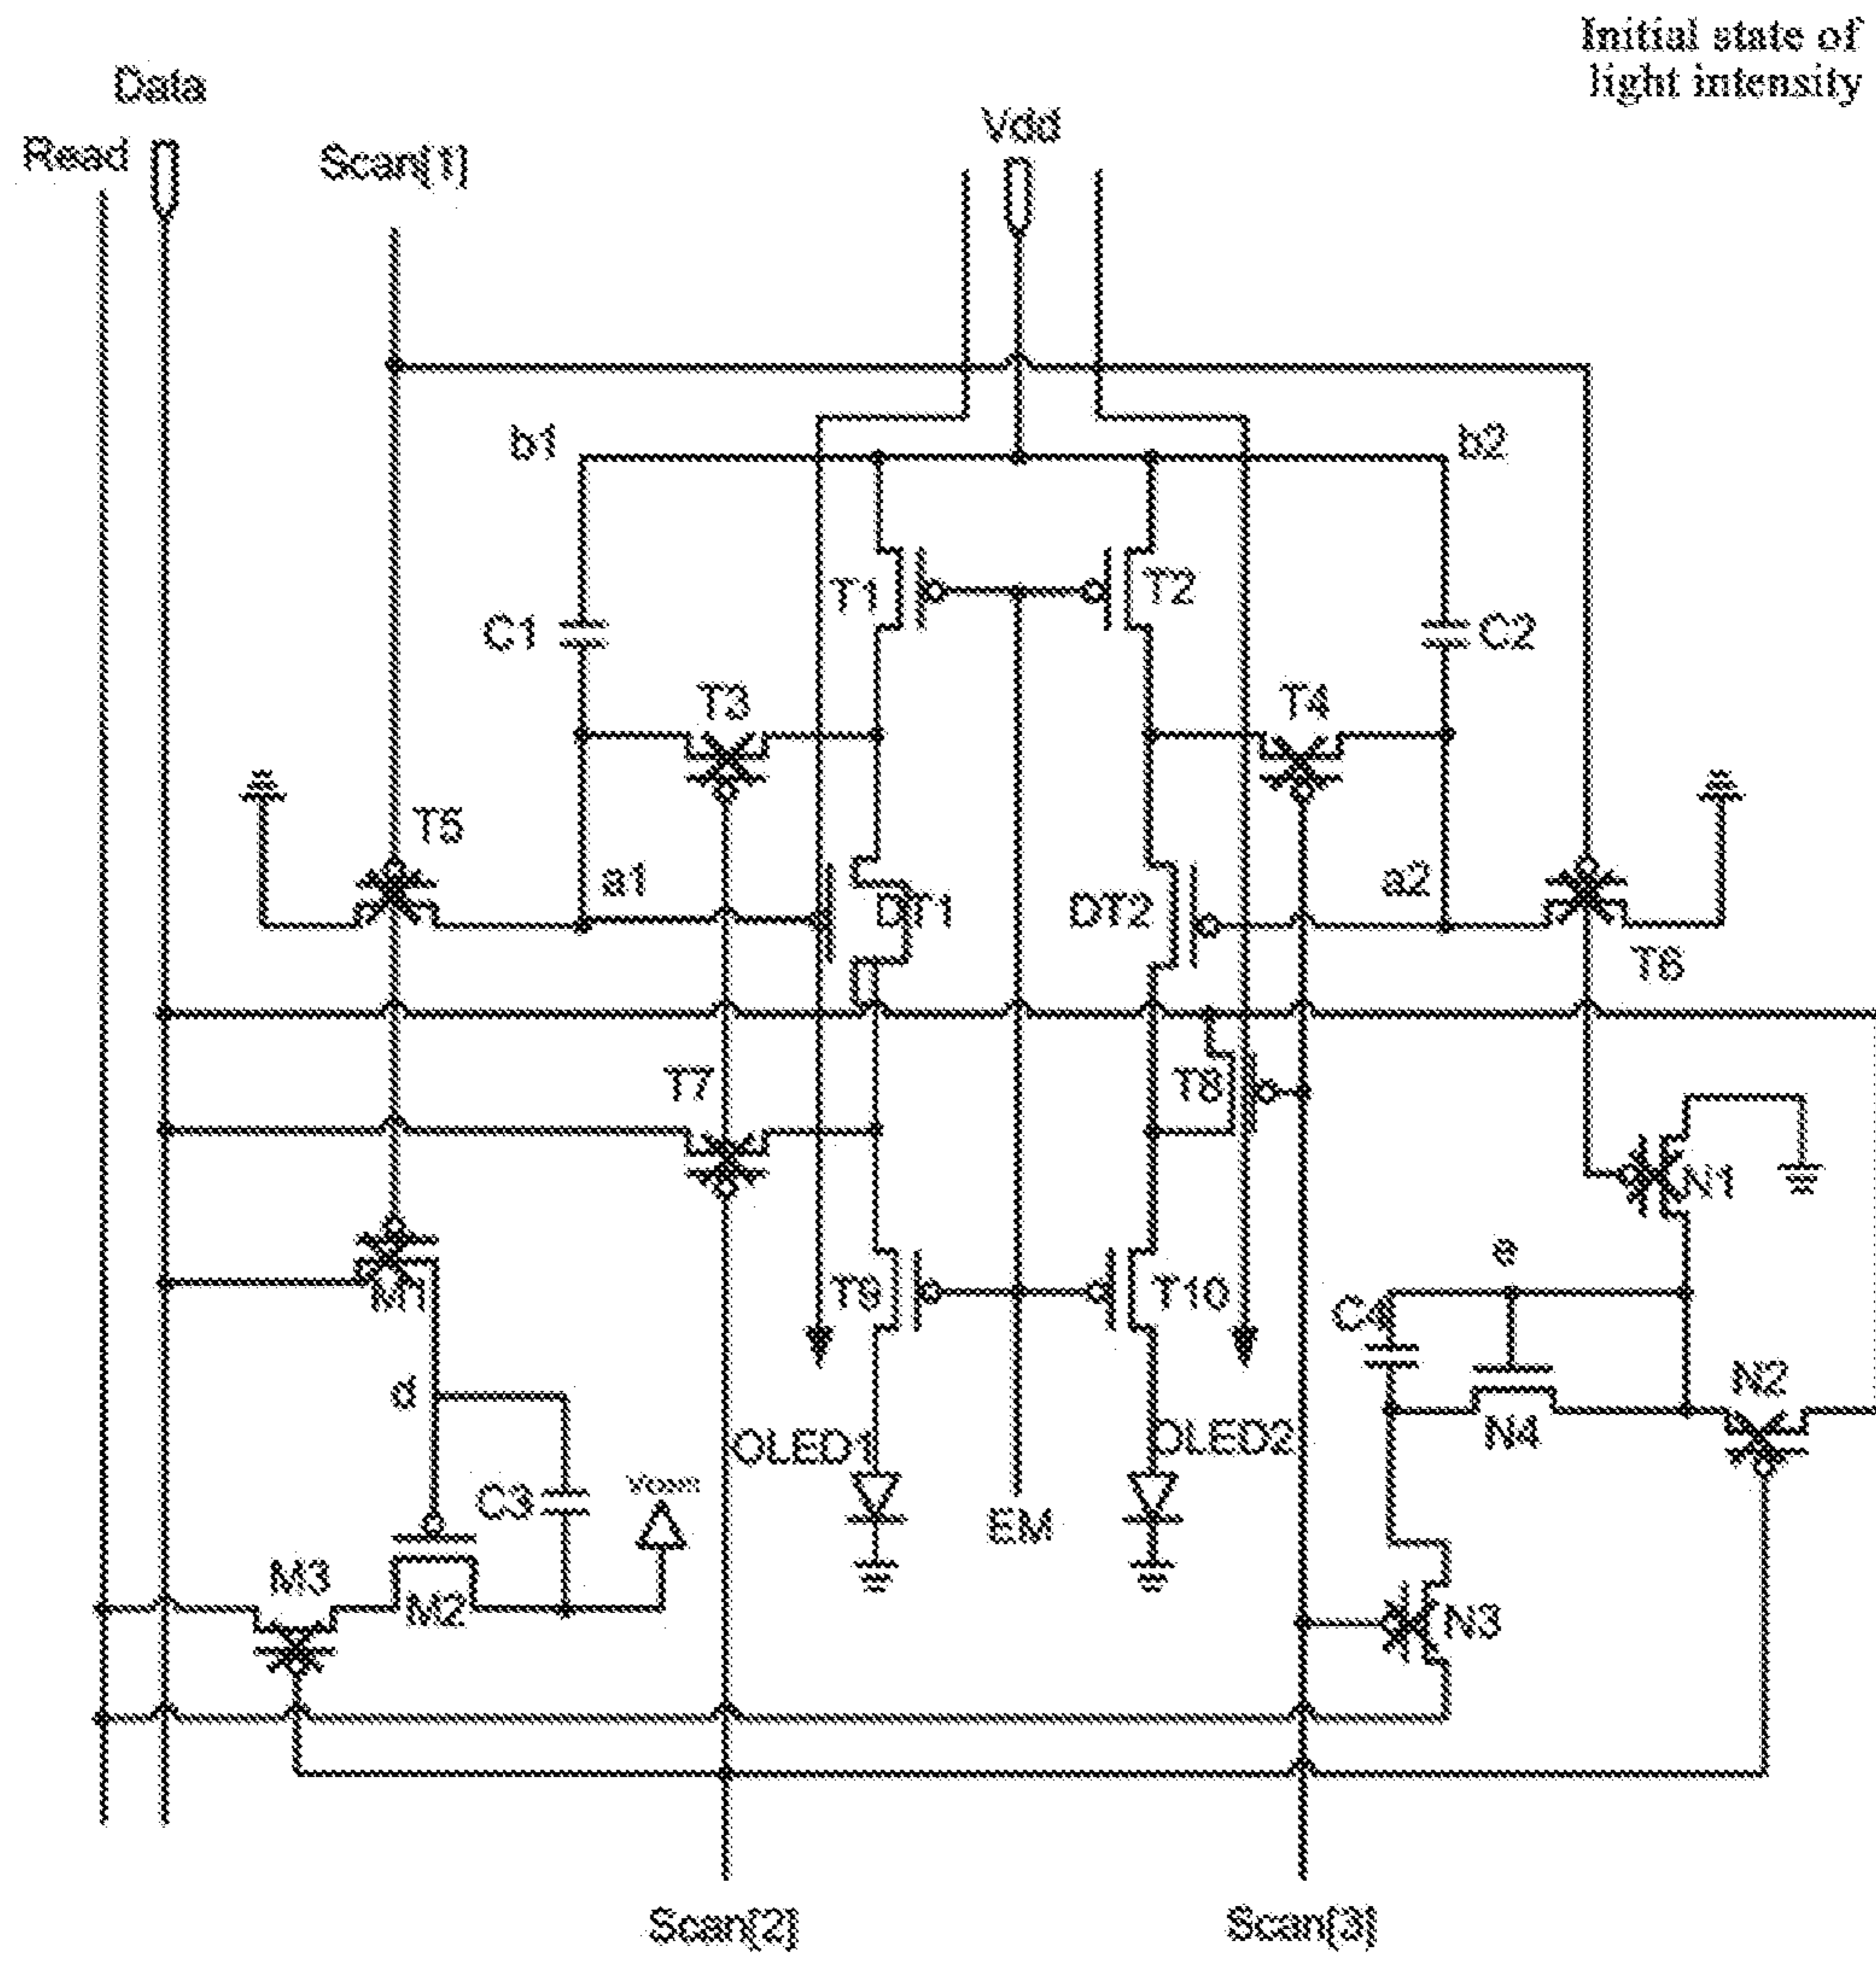 Initial state of
light intensity
Data
Read
Scan[1]
Vdd
b1
b2
T1
T2
C1
C2
T3
T4
T5
a1
DT1
DT2
a2
T6
T7
T8
N1
M1
e
T9
T10
C4
d
N2
OLED1
OLED2
N4
C3
Vcom
EM
M3
M2
N3
Scan[2]
Scan[3]